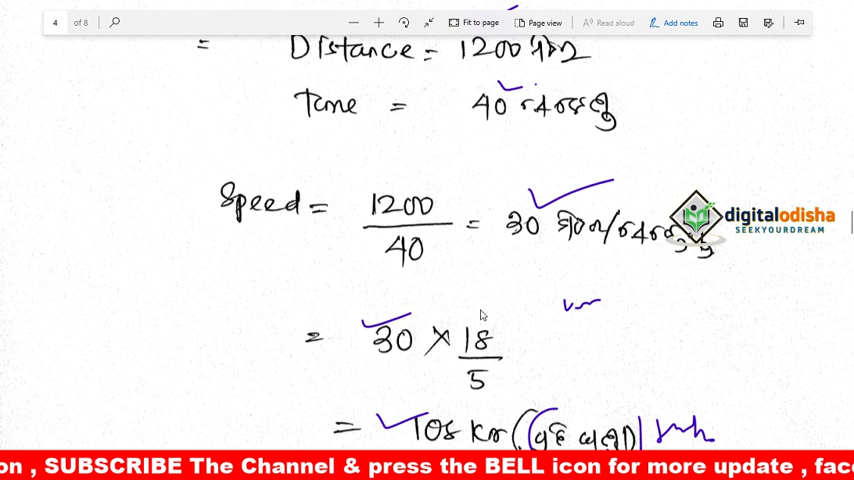 4 of 8 Fit to page Page view Read aloud Add notes
= Distance = 1200 ମିଟର
Time = 40 ସେକେଣ୍ଡ
Speed = 1200/40 = 30 ମିଟର/ସେକେଣ୍ଡ
digitalodisha
SEEKYOURDREAM
= 30 × 18/5
= 108 km
on , SUBSCRIBE The Channel & press the BELL icon for more update , face